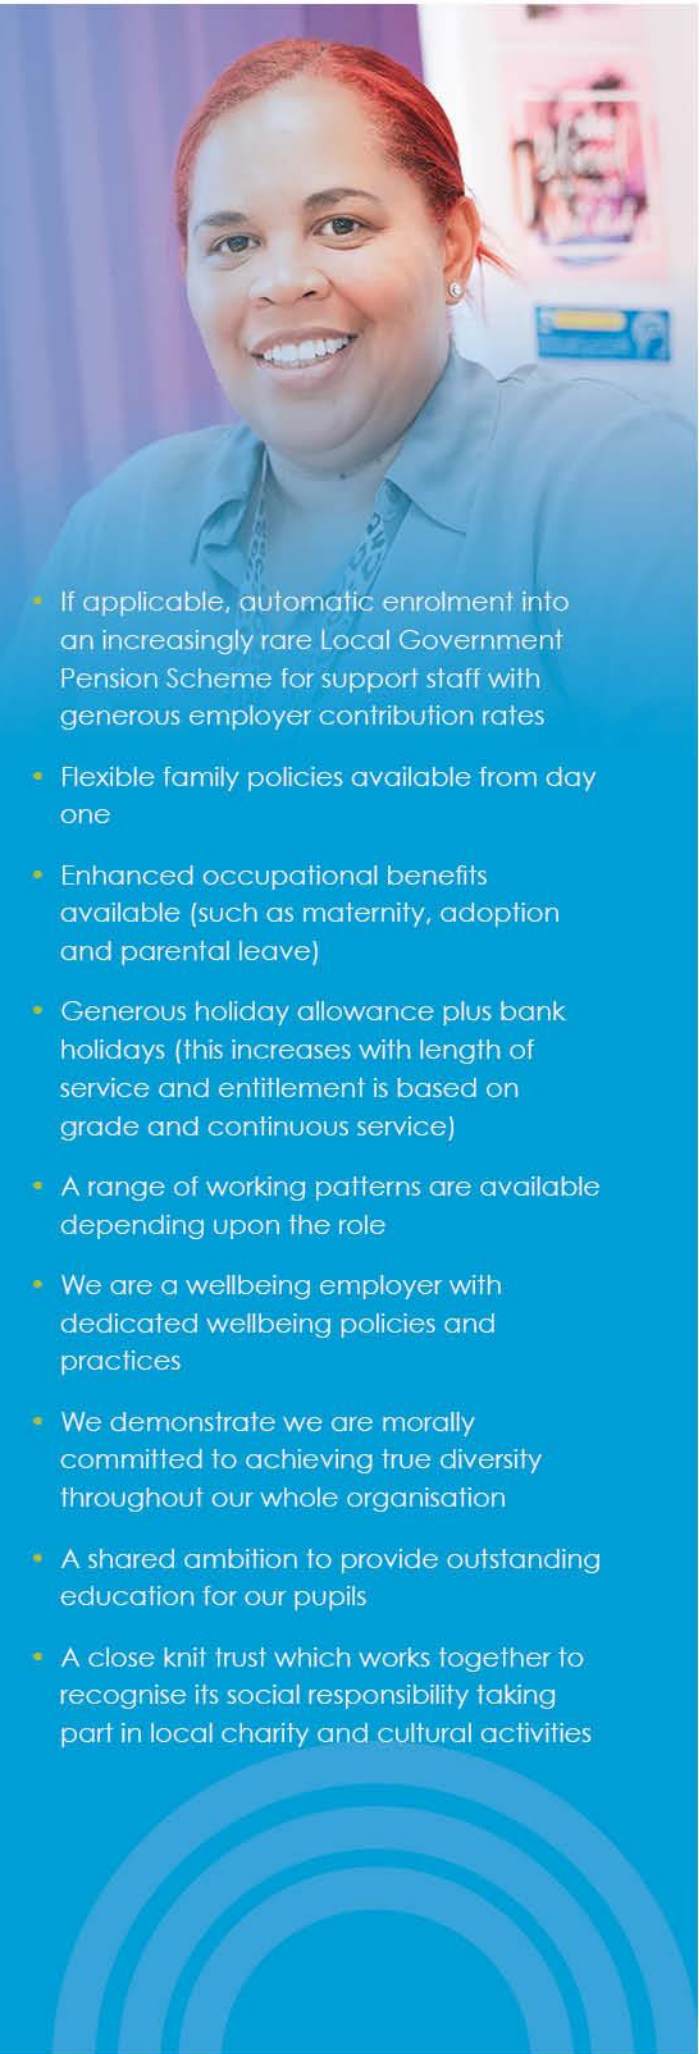 • If applicable, automatic enrolment into
an increasingly rare Local Government
Pension Scheme for support staff with
generous employer contribution rates
• Flexible family policies available from day
one
• Enhanced occupational benefits
available (such as maternity, adoption
and parental leave)
• Generous holiday allowance plus bank
holidays (this increases with length of
service and entitlement is based on
grade and continuous service)
• A range of working patterns are available
depending upon the role
• We are a wellbeing employer with
dedicated wellbeing policies and
practices
• We demonstrate we are morally
committed to achieving true diversity
throughout our whole organisation
• A shared ambition to provide outstanding
education for our pupils
• A close knit trust which works together to
recognise its social responsibility taking
part in local charity and cultural activities